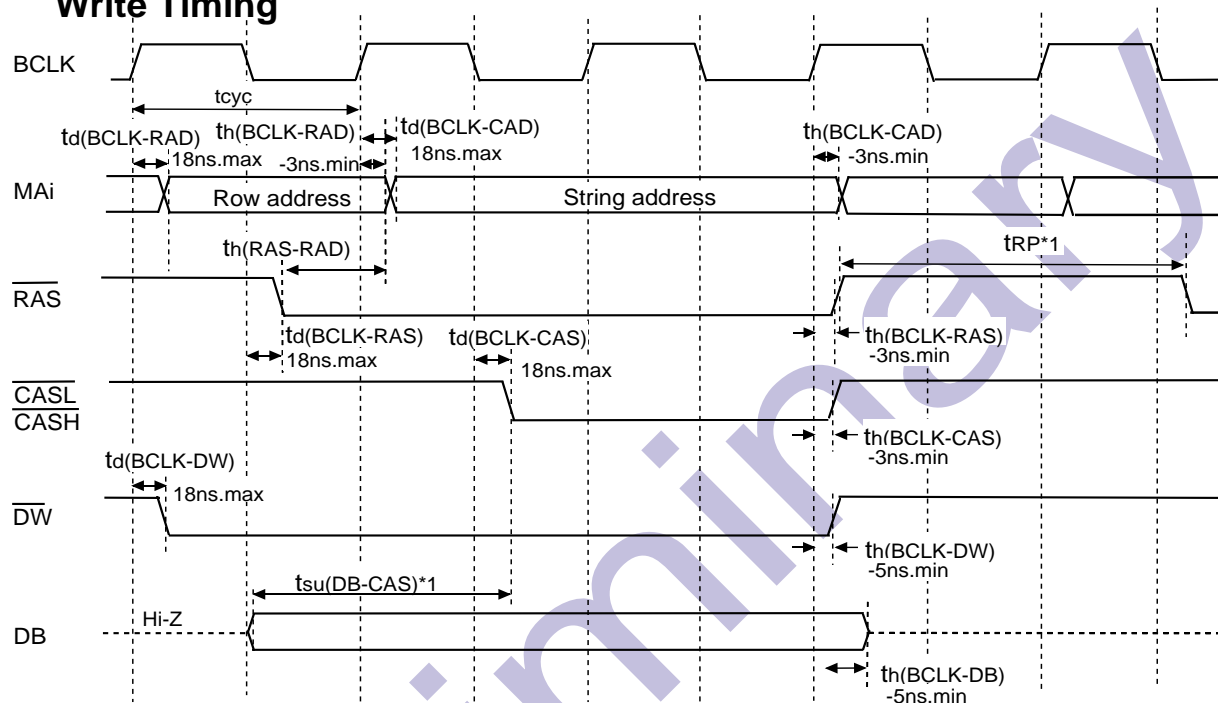 Write Timing
BCLK
tcyc
td(BCLK-RAD)
18ns.max
th(BCLK-RAD)
-3ns.min
td(BCLK-CAD)
18ns.max
th(BCLK-CAD)
-3ns.min
MAi
Row address
String address
th(RAS-RAD)
tRP*1
RAS
td(BCLK-RAS)
18ns.max
td(BCLK-CAS)
18ns.max
th(BCLK-RAS)
-3ns.min
CASL
CASH
th(BCLK-CAS)
-3ns.min
td(BCLK-DW)
18ns.max
DW
th(BCLK-DW)
-5ns.min
tsu(DB-CAS)*1
Hi-Z
DB
th(BCLK-DB)
-5ns.min
iminary